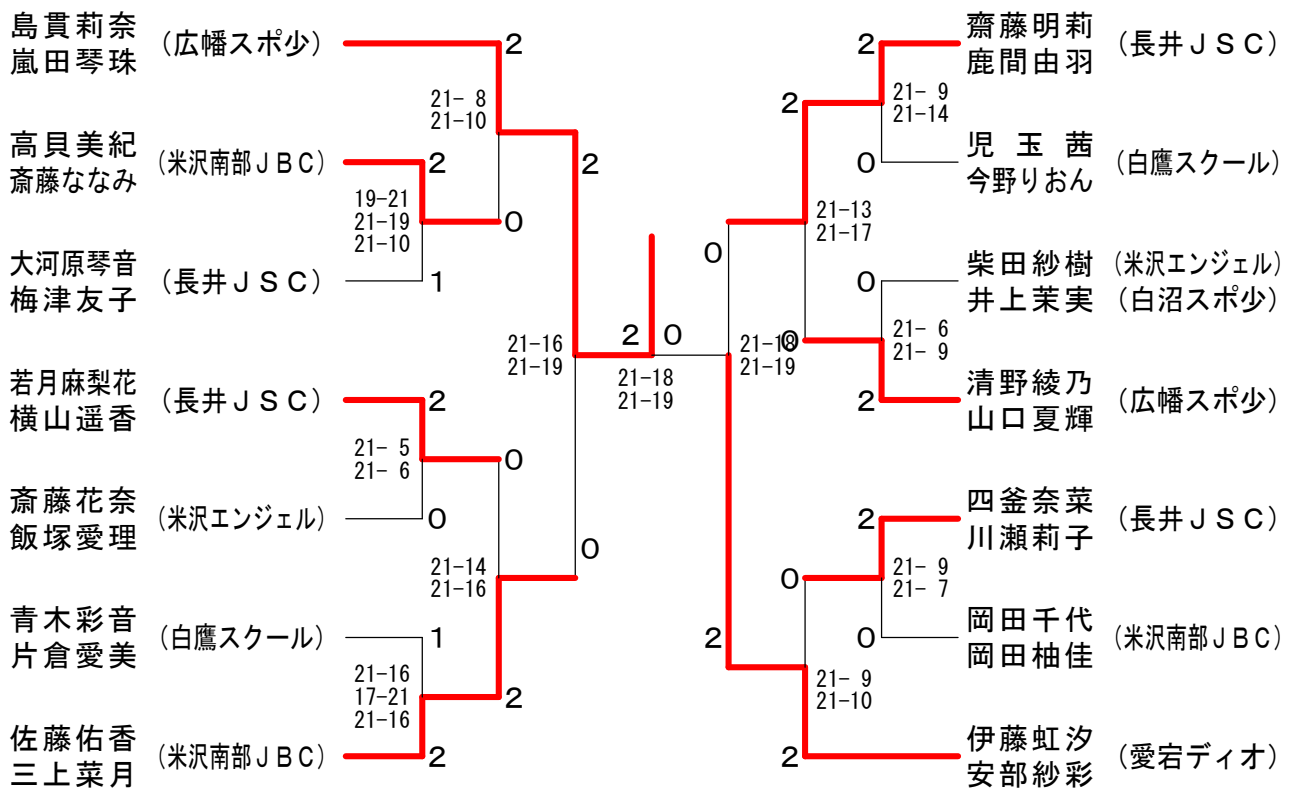 島貫莉奈
嵐田琴珠
(広幡スポ少)
2
21- 8
21-10
高貝美紀
斎藤ななみ
(米沢南部JBC)
2
19-21
21-19
21-10
0
2
大河原琴音
梅津友子
(長井JSC)
1
21-16
21-19
若月麻梨花
横山遥香
(長井JSC)
2
21- 5
21- 6
0
斎藤花奈
飯塚愛理
(米沢エンジェル)
0
21-14
21-16
0
青木彩音
片倉愛美
(白鷹スクール)
1
21-16
17-21
21-16
2
佐藤佑香
三上菜月
(米沢南部JBC)
2
2
0
21-18
21-19
齋藤明莉
鹿間由羽
(長井JSC)
2
21- 9
21-14
2
児玉茜
今野りおん
(白鷹スクール)
0
21-13
21-17
0
柴田紗樹
井上茉実
(米沢エンジェル)
(白沼スポ少)
0
21- 6
21- 9
0
21-18
21-19
清野綾乃
山口夏輝
(広幡スポ少)
2
四釜奈菜
川瀬莉子
(長井JSC)
2
21- 9
21- 7
0
岡田千代
岡田柚佳
(米沢南部JBC)
0
2
21- 9
21-10
伊藤虹汐
安部紗彩
(愛宕ディオ)
2